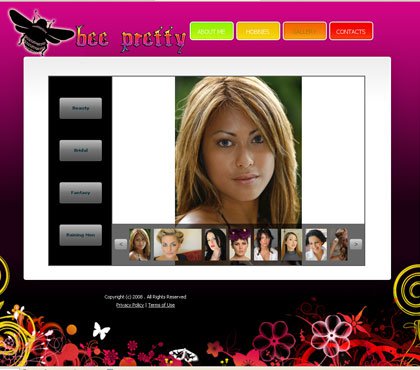 bee pretty
ABOUT ME
HOBBIES
GALLERY
CONTACTS
Beauty
Bridal
Fantasy
Raining Men
<
>
Copyright (c) 2008 . All Rights Reserved
Privacy Policy | Terms of Use